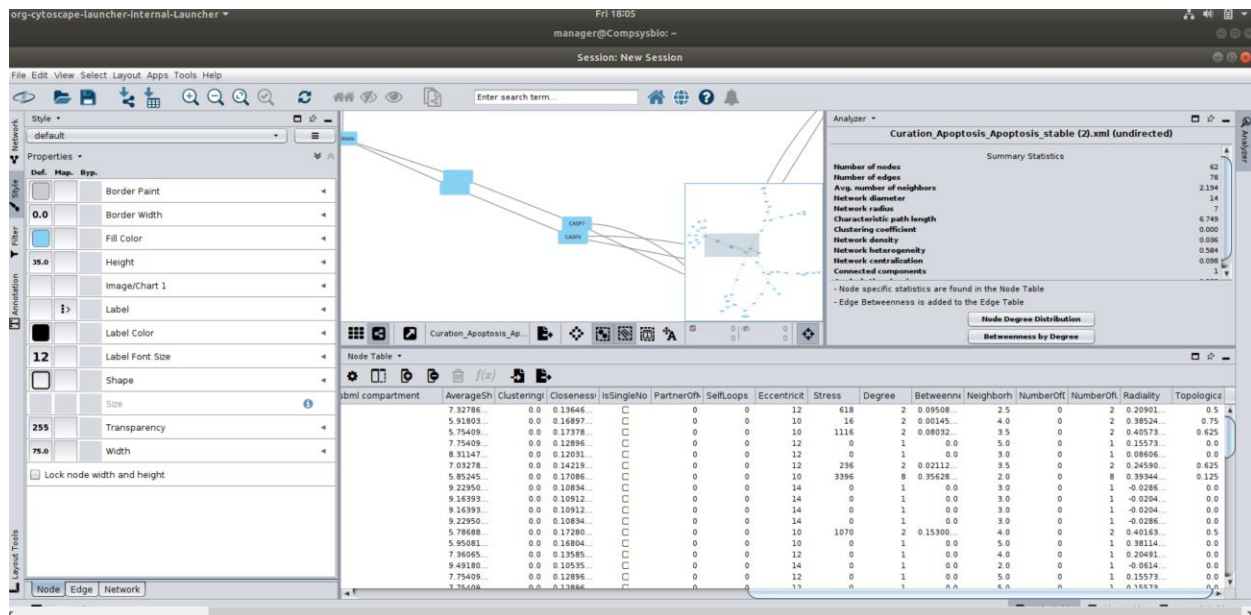 org-cytoscape-launcher-internal-Launcher
Fri 18:05
manager@Compsysbio: ~
Session: New Session
File Edit View Select Layout Apps Tools Help
Enter search term...
Network
Style
Filter
Annotation
Layout Tools
Style
default
Properties
Def. Map. Byp.
Border Paint
0.0 Border Width
Fill Color
35.0 Height
Image/Chart 1
Label
Label Color
12 Label Font Size
Shape
Size
255 Transparency
75.0 Width
Lock node width and height
Node Edge Network
CASP7
CASP3
Curation_Apoptosis_Ap...
0 0
0 0
Analyzer
Analyzer
Curation_Apoptosis_Apoptosis_stable (2).xml (undirected)
Summary Statistics
Number of nodes 62
Number of edges 78
Avg. number of neighbors 2.194
Network diameter 14
Network radius 7
Characteristic path length 6.749
Clustering coefficient 0.000
Network density 0.036
Network heterogeneity 0.584
Network centralization 0.098
Connected components 1
- Node specific statistics are found in the Node Table
- Edge Betweenness is added to the Edge Table
Node Degree Distribution
Betweenness by Degree
Node Table
f(x)
sbml compartment AverageSh ClusteringI Closeness IsSingleNo PartnerOfM SelfLoops Eccentricit Stress Degree Betweenne Neighborh NumberOfU NumberOfU Radiality Topologica
7.32786... 0.0 0.13646... 0 0 12 618 2 0.09508... 2.5 0 2 0.20901... 0.5
5.91803... 0.0 0.16897... 0 0 10 16 2 0.00145... 4.0 0 2 0.38524... 0.75
5.75409... 0.0 0.17378... 0 0 10 1116 2 0.08032... 3.5 0 2 0.40573... 0.625
7.75409... 0.0 0.12896... 0 0 12 0 1 0.0 5.0 0 1 0.15573... 0.0
8.31147... 0.0 0.12031... 0 0 12 0 1 0.0 3.0 0 1 0.08606... 0.0
7.03278... 0.0 0.14219... 0 0 12 236 2 0.02112... 3.5 0 2 0.24590... 0.625
5.85245... 0.0 0.17086... 0 0 10 3396 8 0.35628... 2.0 0 8 0.39344... 0.125
9.22950... 0.0 0.10834... 0 0 14 0 1 0.0 3.0 0 1 -0.0286... 0.0
9.16393... 0.0 0.10912... 0 0 14 0 1 0.0 3.0 0 1 -0.0204... 0.0
9.16393... 0.0 0.10912... 0 0 14 0 1 0.0 3.0 0 1 -0.0204... 0.0
9.22950... 0.0 0.10834... 0 0 14 0 1 0.0 3.0 0 1 -0.0286... 0.0
5.78688... 0.0 0.17280... 0 0 10 1070 2 0.15300... 4.0 0 2 0.40163... 0.5
5.95081... 0.0 0.16804... 0 0 10 0 1 0.0 5.0 0 1 0.38114... 0.0
7.36065... 0.0 0.13585... 0 0 12 0 1 0.0 4.0 0 1 0.20491... 0.0
9.49180... 0.0 0.10535... 0 0 14 0 1 0.0 2.0 0 1 -0.0614... 0.0
7.75409... 0.0 0.12896... 0 0 12 0 1 0.0 5.0 0 1 0.15573... 0.0